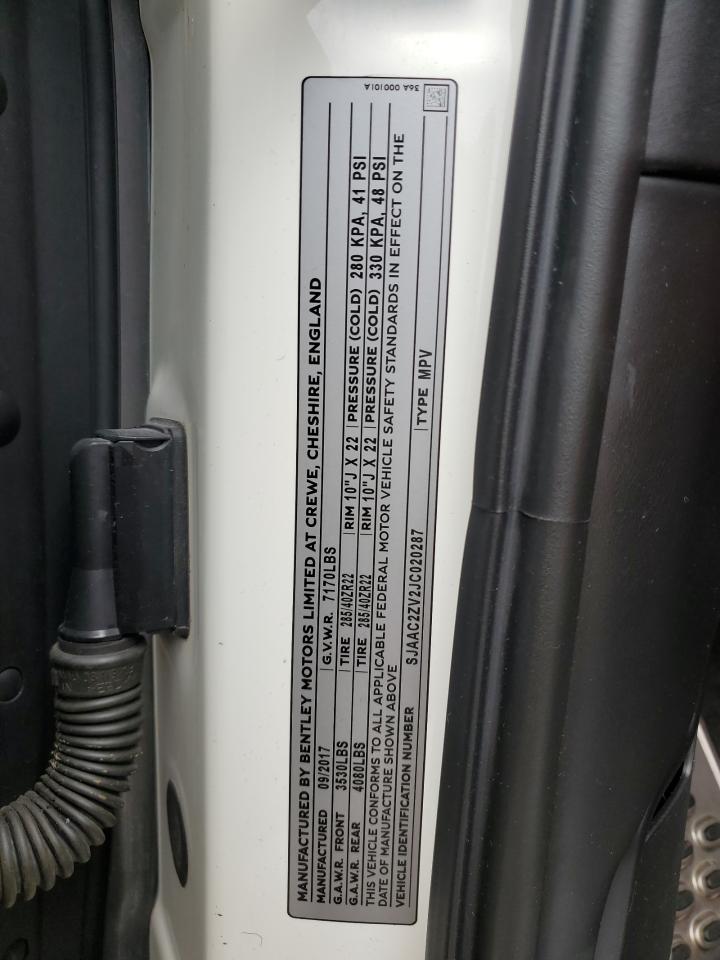 MANUFACTURED BY BENTLEY MOTORS LIMITED AT CREWE, CHESHIRE, ENGLAND
MANUFACTURED 09/2017 G.V.W.R. 7170LBS
G.A.W.R. FRONT 3530LBS TIRE 285/40ZR22 RIM 10"J X 22 PRESSURE (COLD) 280 KPA, 41 PSI
G.A.W.R. REAR 4080LBS TIRE 285/40ZR22 RIM 10"J X 22 PRESSURE (COLD) 330 KPA, 48 PSI
THIS VEHICLE CONFORMS TO ALL APPLICABLE FEDERAL MOTOR VEHICLE SAFETY STANDARDS IN EFFECT ON THE
DATE OF MANUFACTURE SHOWN ABOVE
VEHICLE IDENTIFICATION NUMBER SJAAC2ZV2JC020287 TYPE MPV
36A 000101A